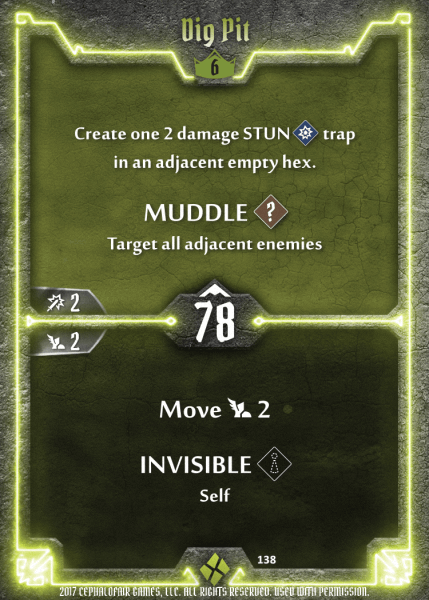 Dig Pit
6
Create one 2 damage STUN trap
in an adjacent empty hex.
MUDDLE ?
Target all adjacent enemies
2
78
2
Move 2
INVISIBLE
Self
138
2017 CEPHALOFAIR GAMES, LLC. ALL RIGHTS RESERVED. USED WITH PERMISSION.